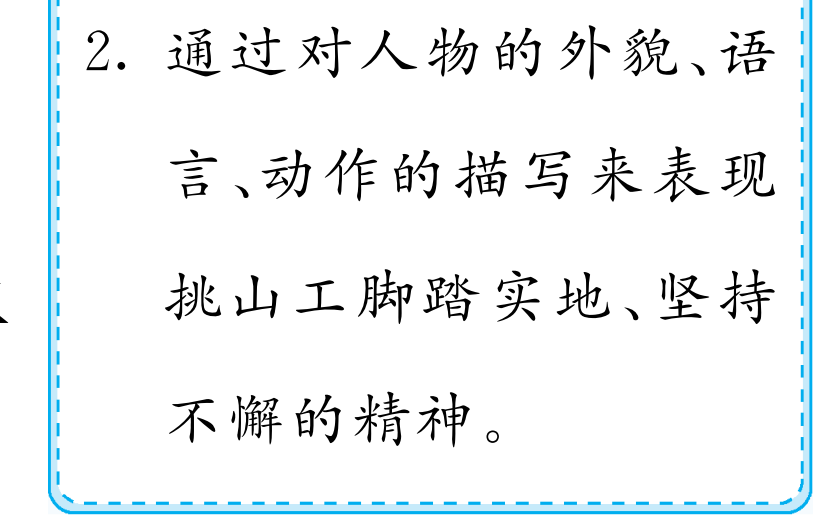 2. 通过对人物的外貌、语
言、动作的描写来表现
挑山工脚踏实地、坚持
不懈的精神。